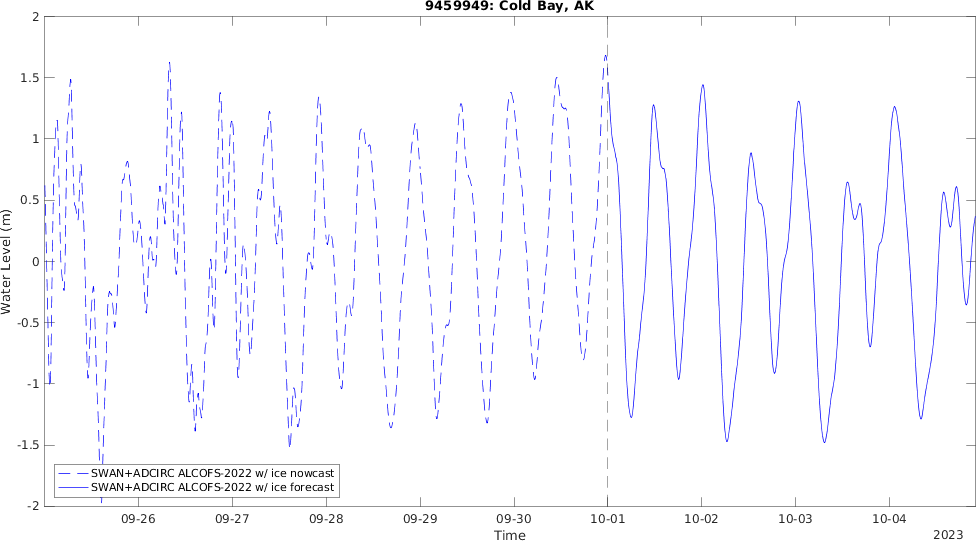 9459949: Cold Bay, AK
2
1.5
1
0.5
0
-0.5
-1
-1.5
-2
Water Level (m)
SWAN+ADCIRC ALCOFS-2022 w/ ice nowcast
SWAN+ADCIRC ALCOFS-2022 w/ ice forecast
09-26 09-27 09-28 09-29 09-30 10-01 10-02 10-03 10-04
Time
2023